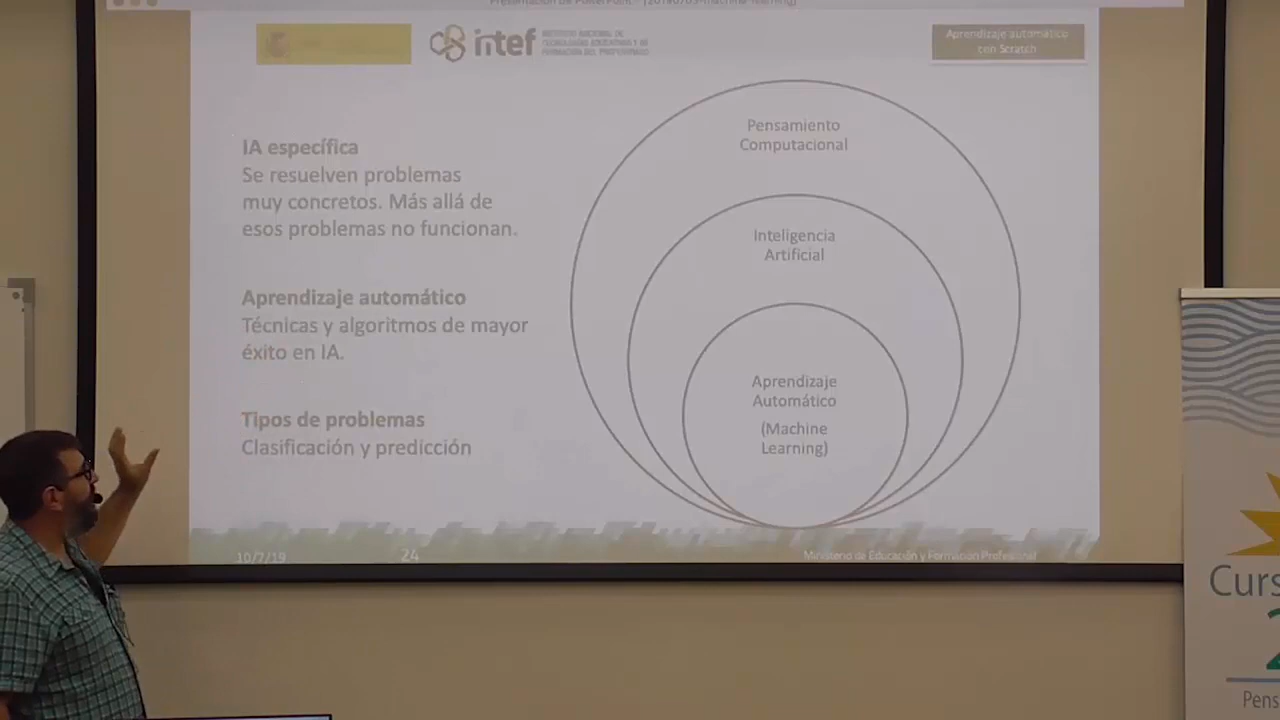 Presentación de PowerPoint - (20190703-machine-learning)
intef
INSTITUTO NACIONAL DE
TECNOLOGÍAS EDUCATIVAS Y DE
FORMACIÓN DEL PROFESORADO
Aprendizaje automático
con Scratch
IA específica
Se resuelven problemas
muy concretos. Más allá de
esos problemas no funcionan.
Aprendizaje automático
Técnicas y algoritmos de mayor
éxito en IA.
Tipos de problemas
Clasificación y predicción
Pensamiento
Computacional
Inteligencia
Artificial
Aprendizaje
Automático
(Machine
Learning)
10/7/19
24
Ministerio de Educación y Formación Profesional
Curs
2
Pens